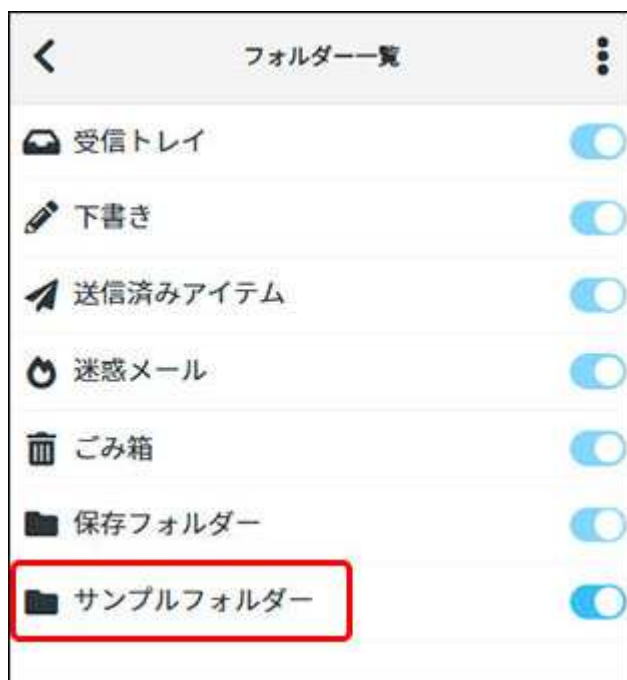 フォルダー一覧
受信トレイ
下書き
送信済みアイテム
迷惑メール
ごみ箱
保存フォルダー
サンプルフォルダー